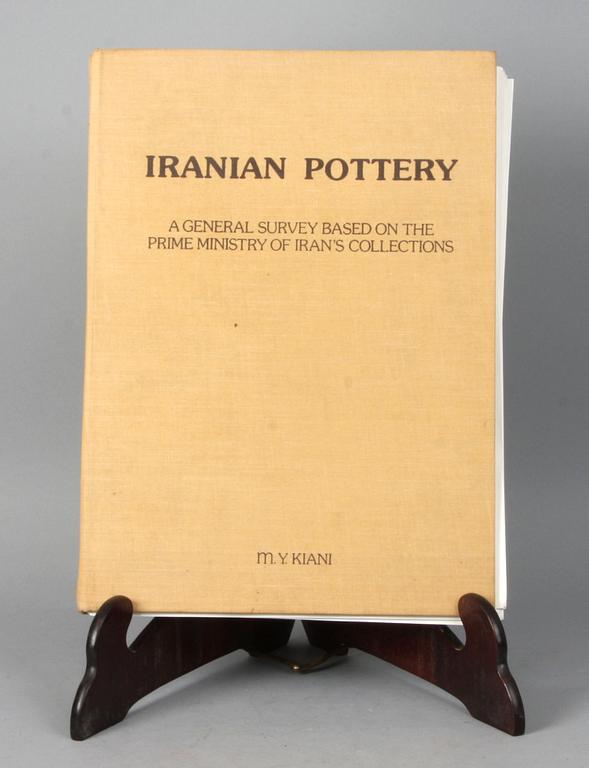 IRANIAN POTTERY
A GENERAL SURVEY BASED ON THE
PRIME MINISTRY OF IRAN'S COLLECTIONS
M. Y. KIANI